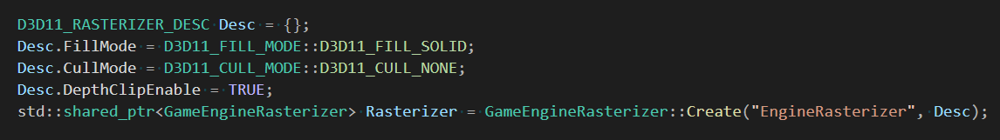 D3D11_RASTERIZER_DESC Desc = {};
Desc.FillMode = D3D11_FILL_MODE::D3D11_FILL_SOLID;
Desc.CullMode = D3D11_CULL_MODE::D3D11_CULL_NONE;
Desc.DepthClipEnable = TRUE;
std::shared_ptr<GameEngineRasterizer> Rasterizer = GameEngineRasterizer::Create("EngineRasterizer", Desc);